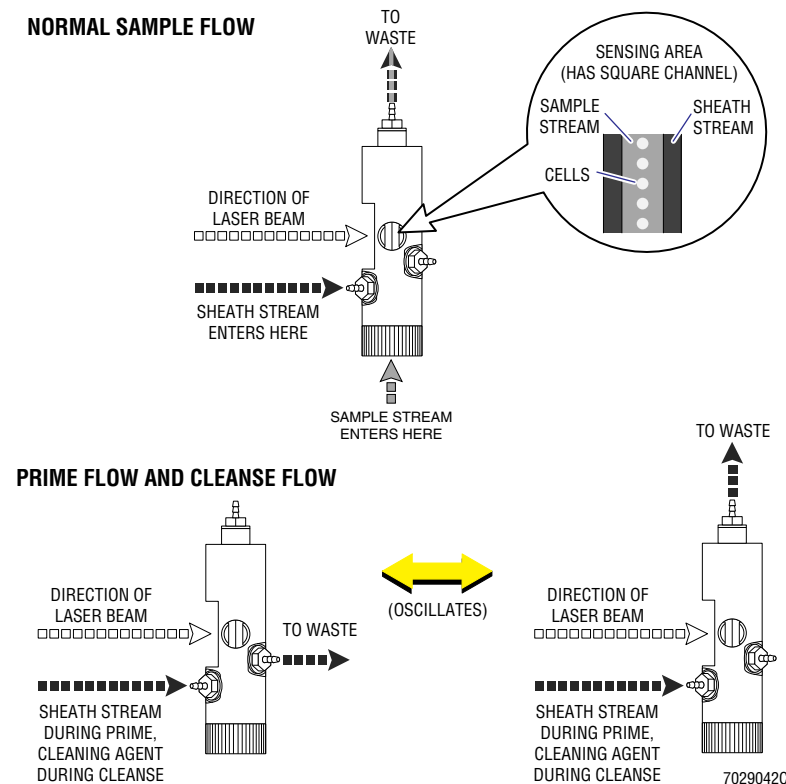 NORMAL SAMPLE FLOW
TO
WASTE
SENSING AREA
(HAS SQUARE CHANNEL)
SAMPLE
STREAM
SHEATH
STREAM
CELLS
DIRECTION OF
LASER BEAM
SHEATH STREAM
ENTERS HERE
SAMPLE STREAM
ENTERS HERE
PRIME FLOW AND CLEANSE FLOW
DIRECTION OF
LASER BEAM
TO WASTE
SHEATH STREAM
DURING PRIME,
CLEANING AGENT
DURING CLEANSE
(OSCILLATES)
TO WASTE
DIRECTION OF
LASER BEAM
SHEATH STREAM
DURING PRIME,
CLEANING AGENT
DURING CLEANSE
7029042C